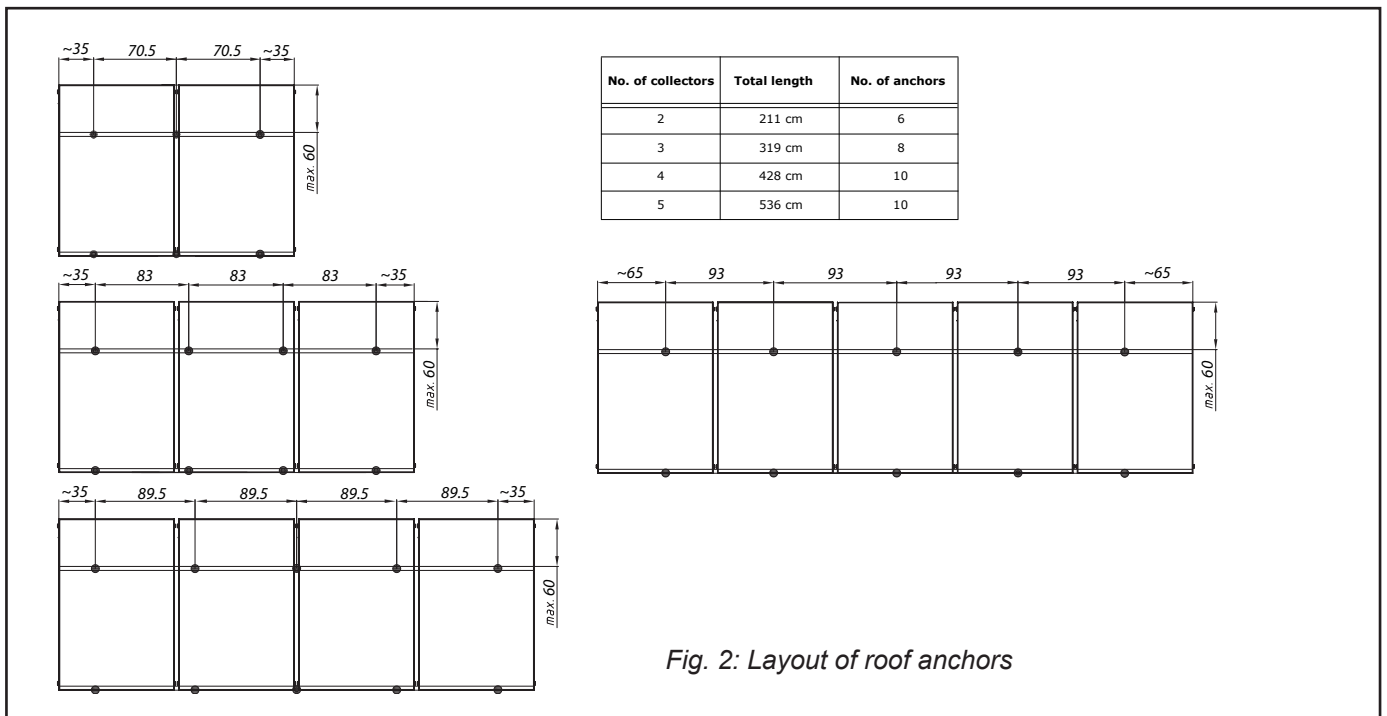 ~35 70.5 70.5 ~35
max. 60
No. of collectors Total length No. of anchors
2 211 cm 6
3 319 cm 8
4 428 cm 10
5 536 cm 10
~35 83 83 83 ~35
max. 60
~65 93 93 93 93 ~65
max. 60
~35 89.5 89.5 89.5 89.5 ~35
max. 60
Fig. 2: Layout of roof anchors